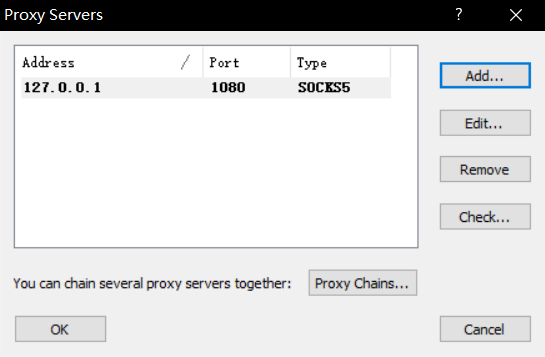 Proxy Servers
Address / Port Type
127.0.0.1 1080 SOCKS5
Add...
Edit...
Remove
Check...
You can chain several proxy servers together: Proxy Chains...
OK Cancel